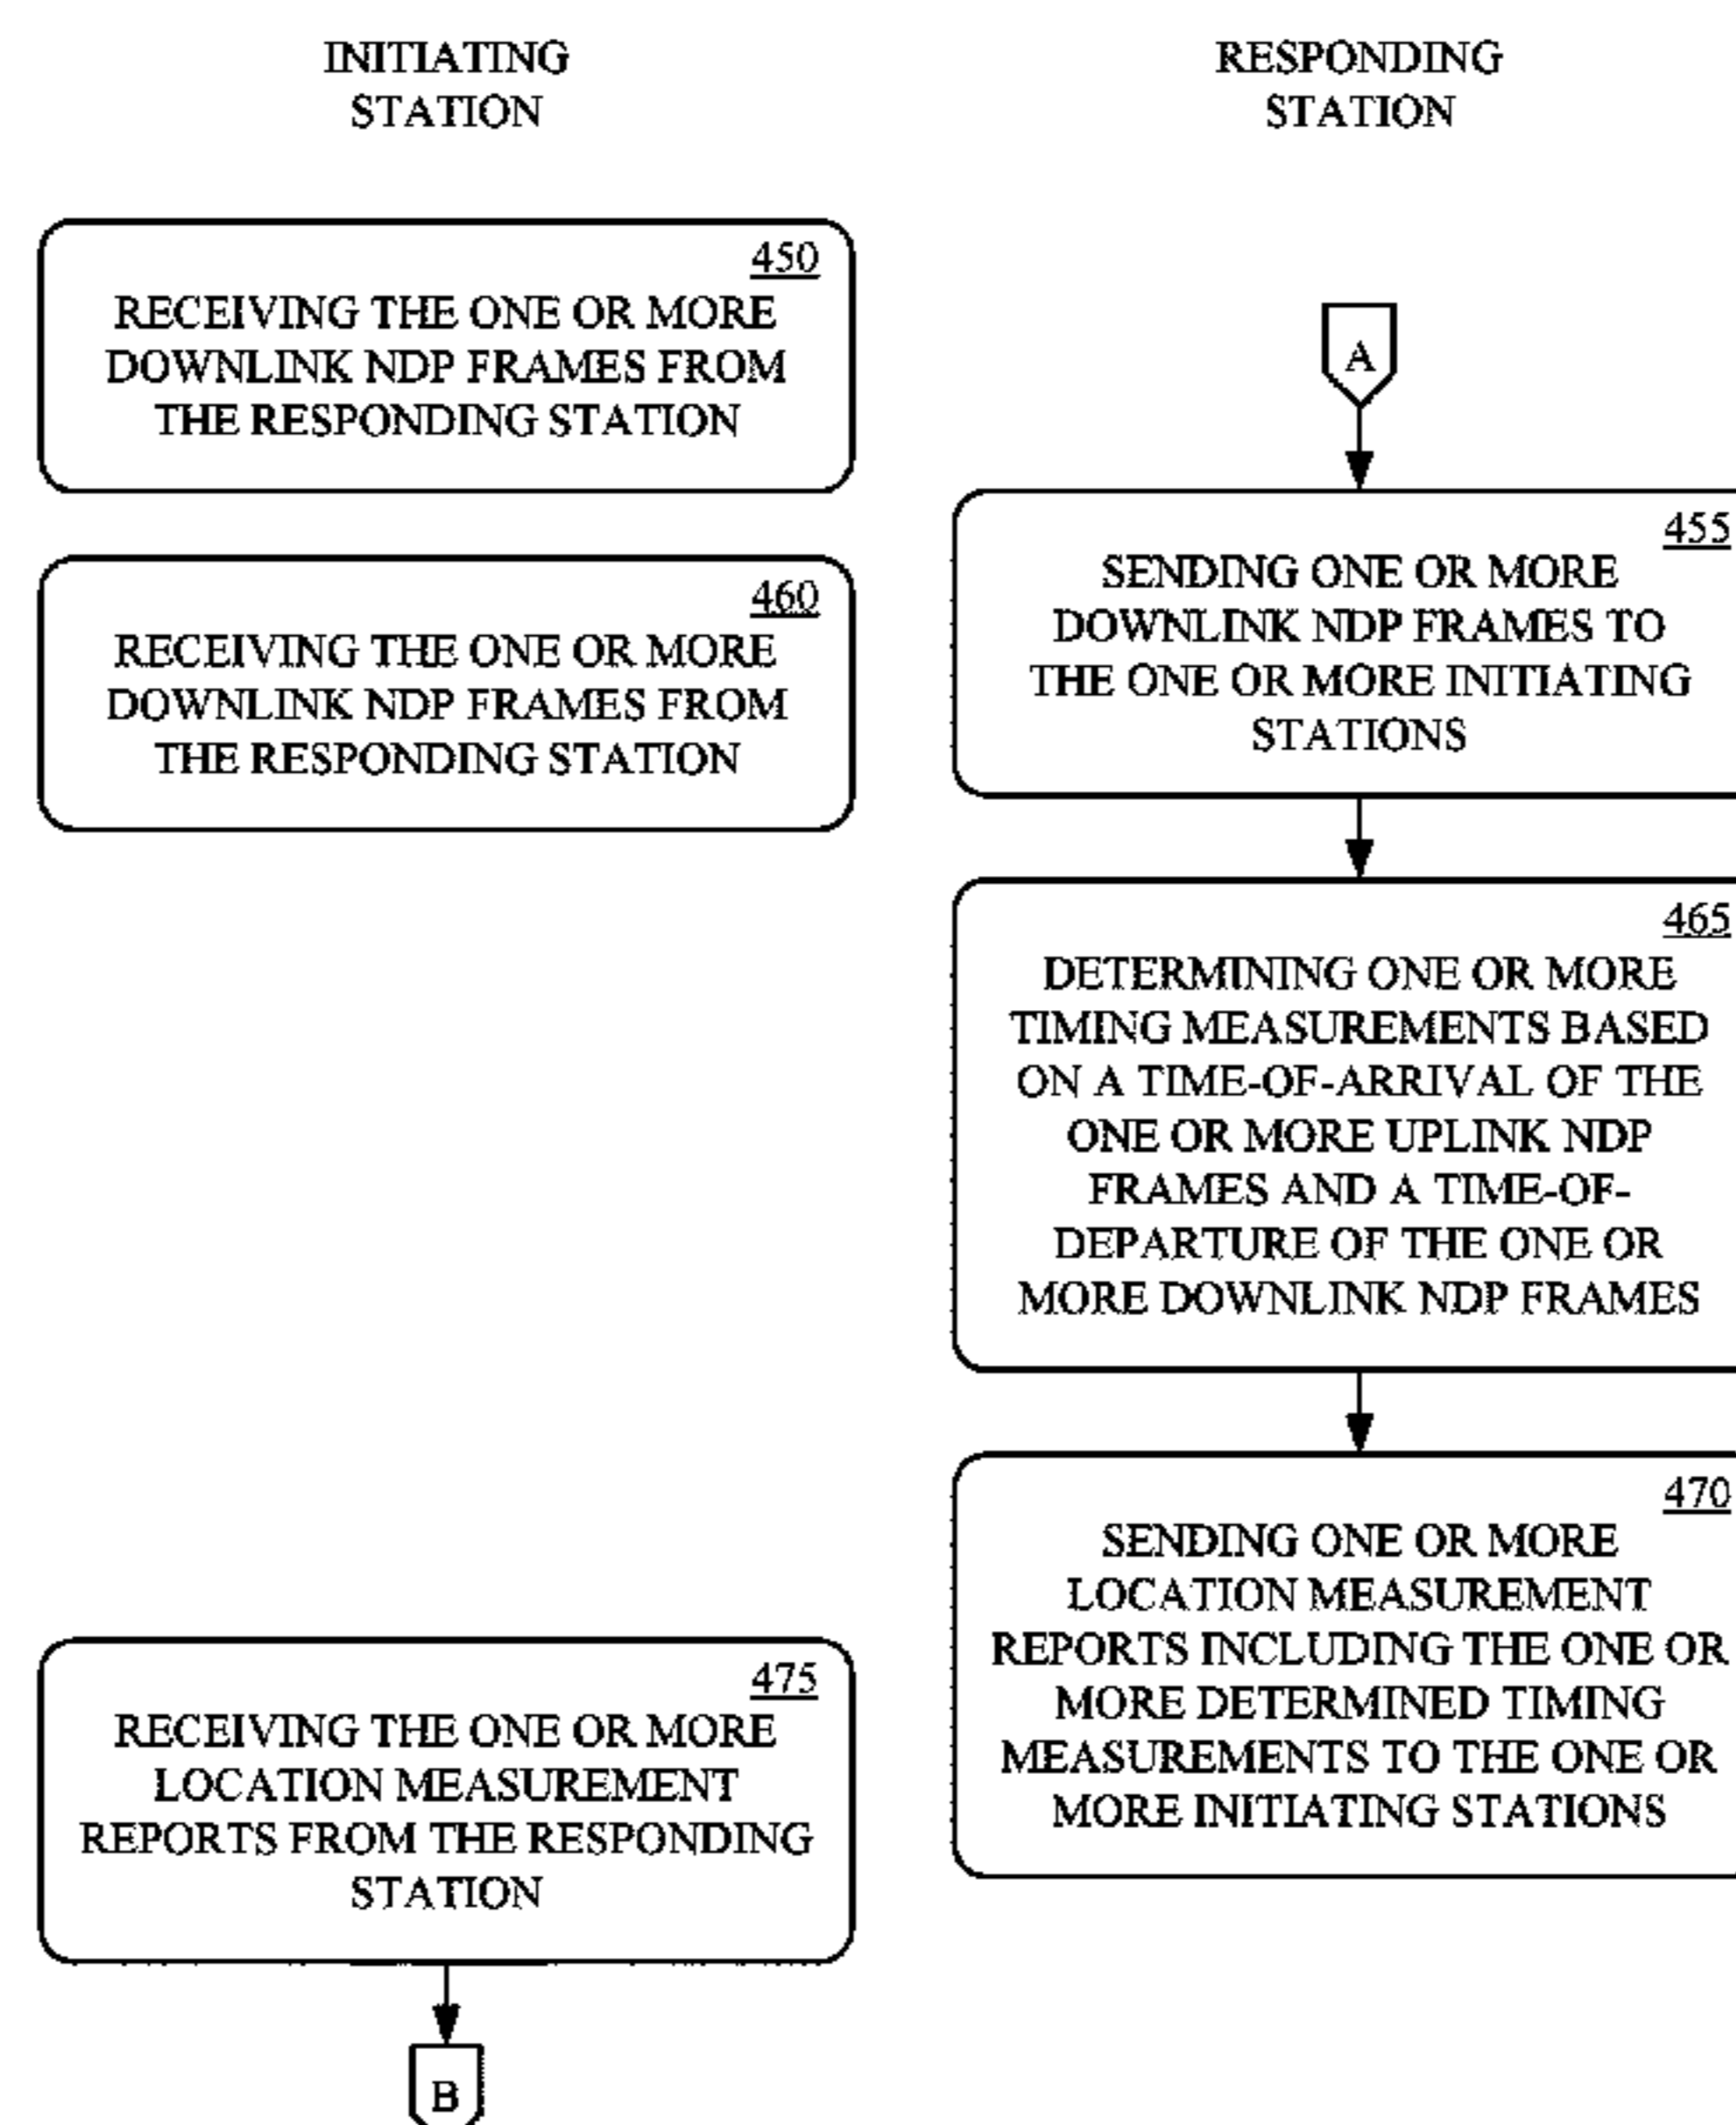 INITIATING
STATION
RESPONDING
STATION
450
RECEIVING THE ONE OR MORE
DOWNLINK NDP FRAMES FROM
THE RESPONDING STATION
A
455
SENDING ONE OR MORE
DOWNLINK NDP FRAMES TO
THE ONE OR MORE INITIATING
STATIONS
460
RECEIVING THE ONE OR MORE
DOWNLINK NDP FRAMES FROM
THE RESPONDING STATION
465
DETERMINING ONE OR MORE
TIMING MEASUREMENTS BASED
ON A TIME-OF-ARRIVAL OF THE
ONE OR MORE UPLINK NDP
FRAMES AND A TIME-OF-
DEPARTURE OF THE ONE OR
MORE DOWNLINK NDP FRAMES
470
SENDING ONE OR MORE
LOCATION MEASUREMENT
REPORTS INCLUDING THE ONE OR
MORE DETERMINED TIMING
MEASUREMENTS TO THE ONE OR
MORE INITIATING STATIONS
475
RECEIVING THE ONE OR MORE
LOCATION MEASUREMENT
REPORTS FROM THE RESPONDING
STATION
B